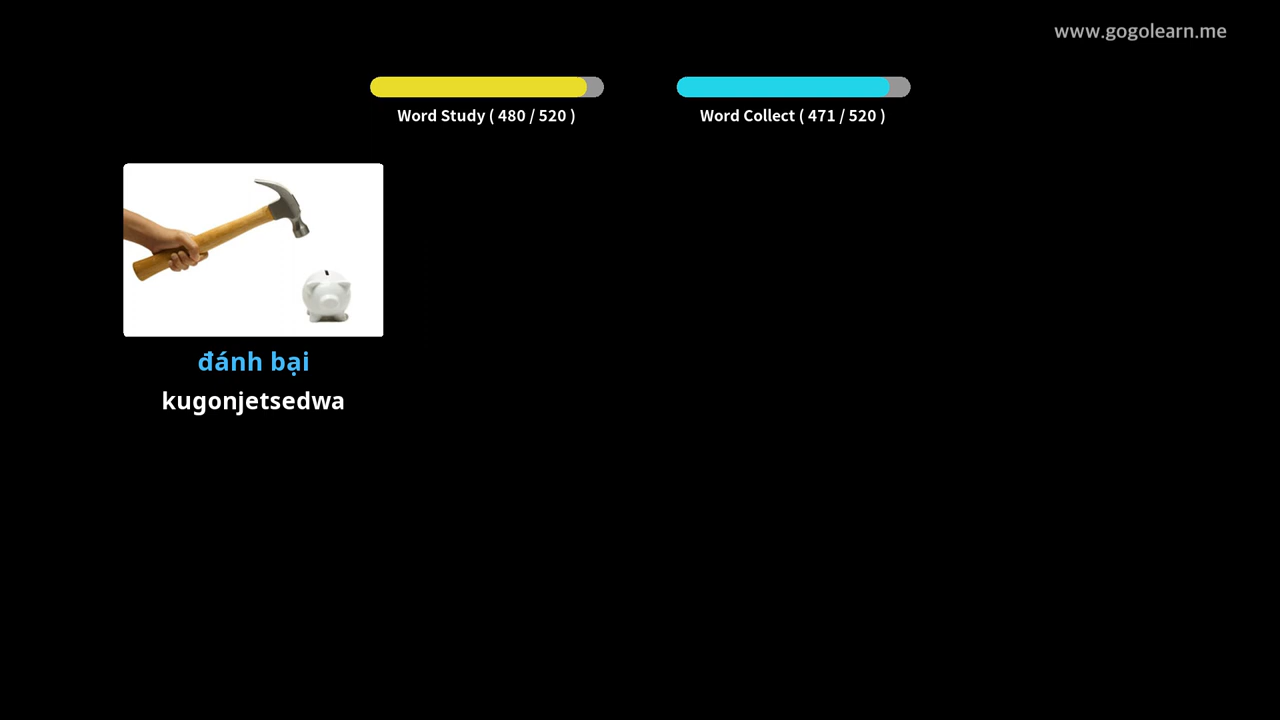 www.gogolearn.me
Word Study ( 480 / 520 )
Word Collect ( 471 / 520 )
đánh bại
kugonjetsedwa